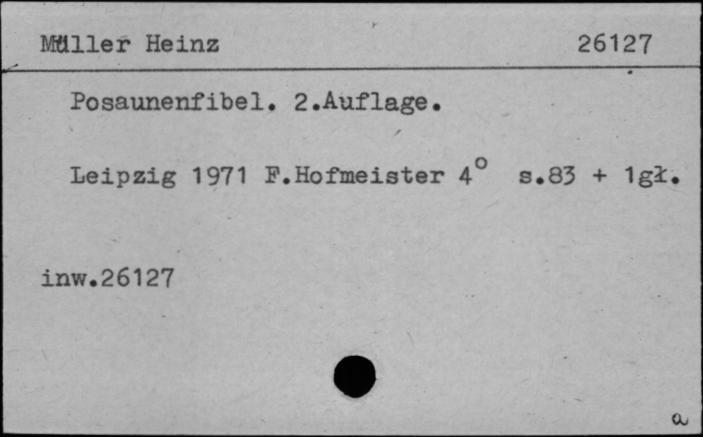 Müller Heinz 26127
Posaunenfibel. 2.Auflage.
Leipzig 1971 F.Hofmeister 4° s.83 + 1gł.
inw.26127
a